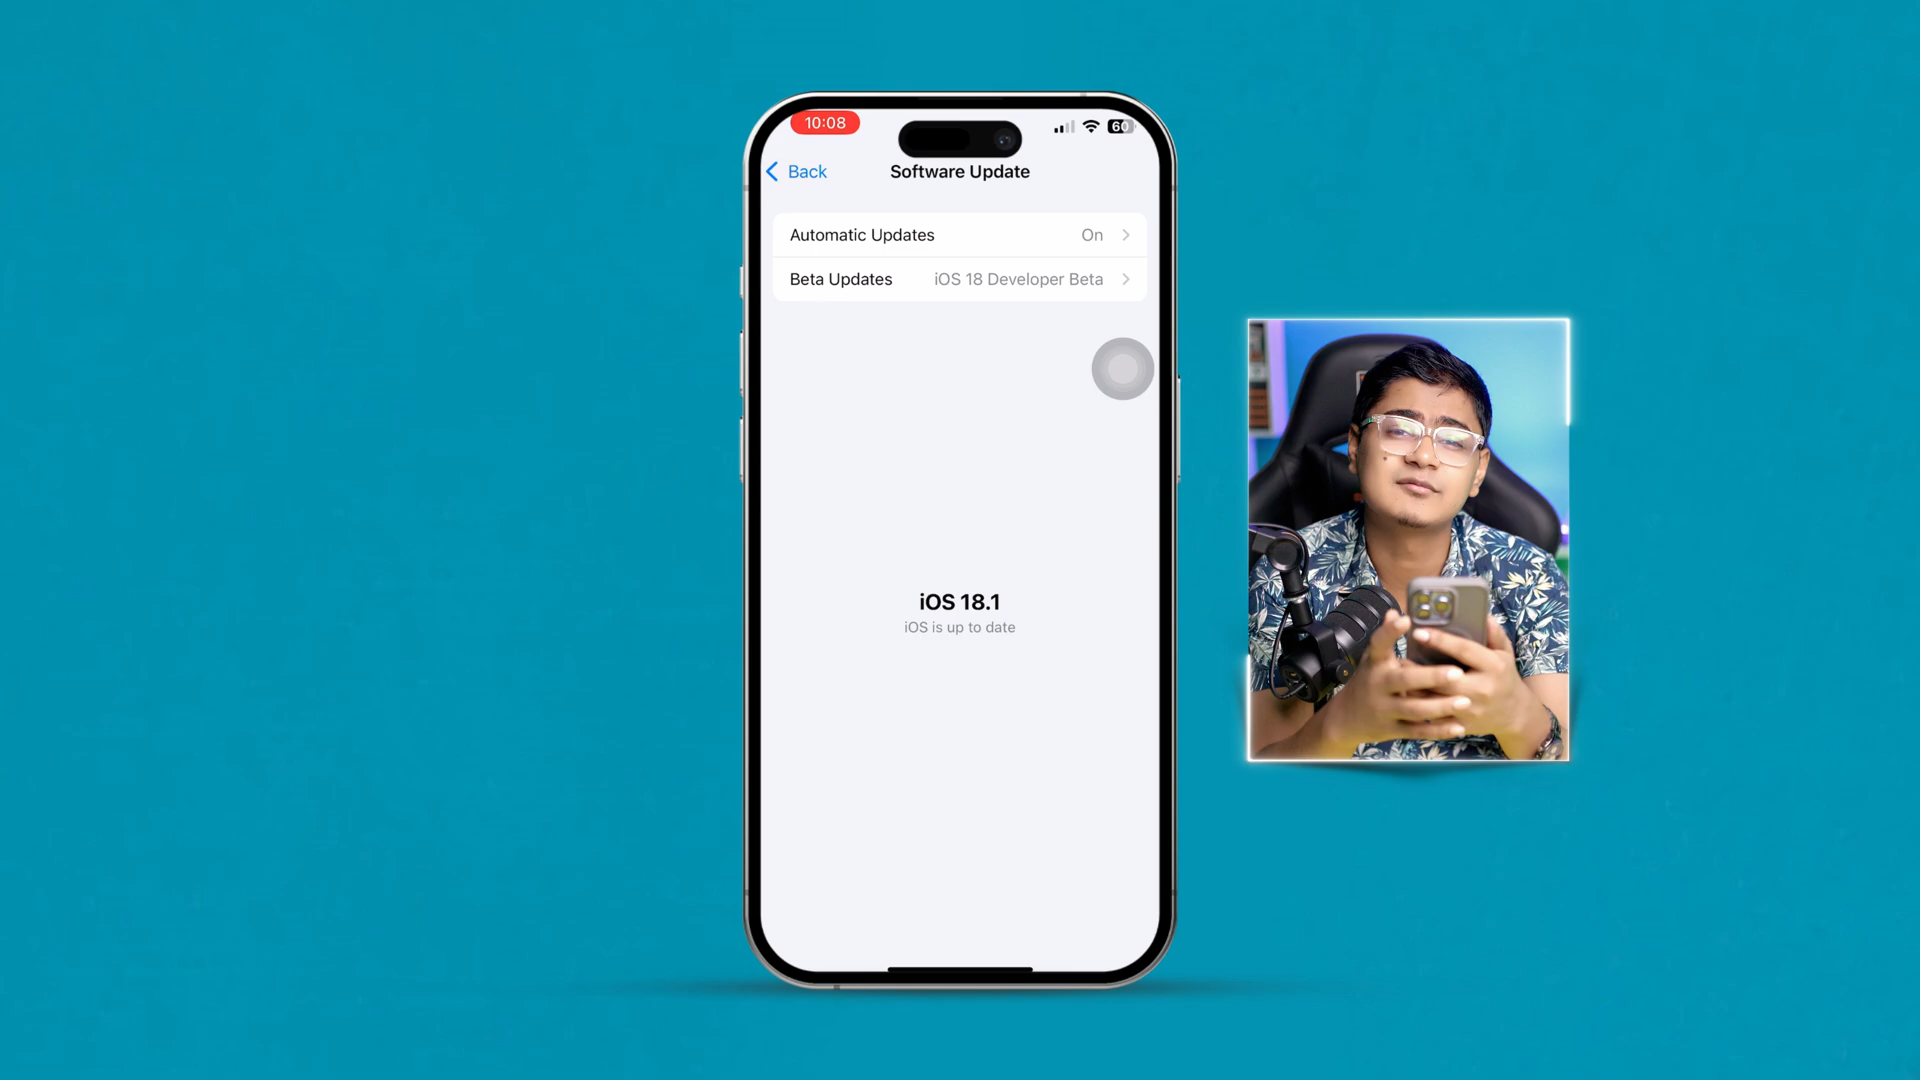 10:08
60
Back
Software Update
Automatic Updates On
Beta Updates iOS 18 Developer Beta
iOS 18.1
iOS is up to date